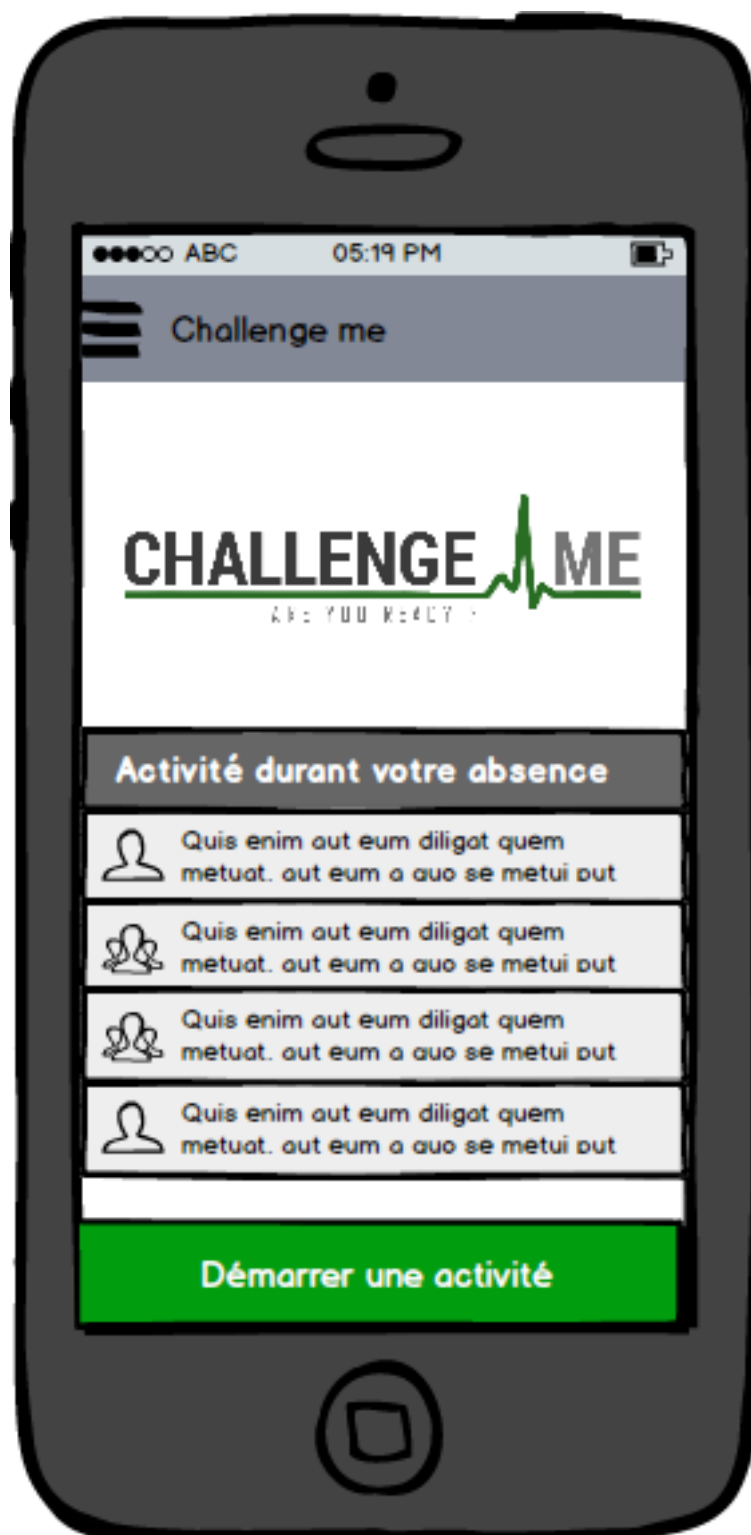 ABC 05:19 PM
Challenge me
CHALLENGE ME
ARE YOU READY ?
Activité durant votre absence
Quis enim aut eum diligat quem
metuat, aut eum a quo se metui put
Quis enim aut eum diligat quem
metuat, aut eum a quo se metui put
Quis enim aut eum diligat quem
metuat, aut eum a quo se metui put
Quis enim aut eum diligat quem
metuat, aut eum a quo se metui put
Démarrer une activité